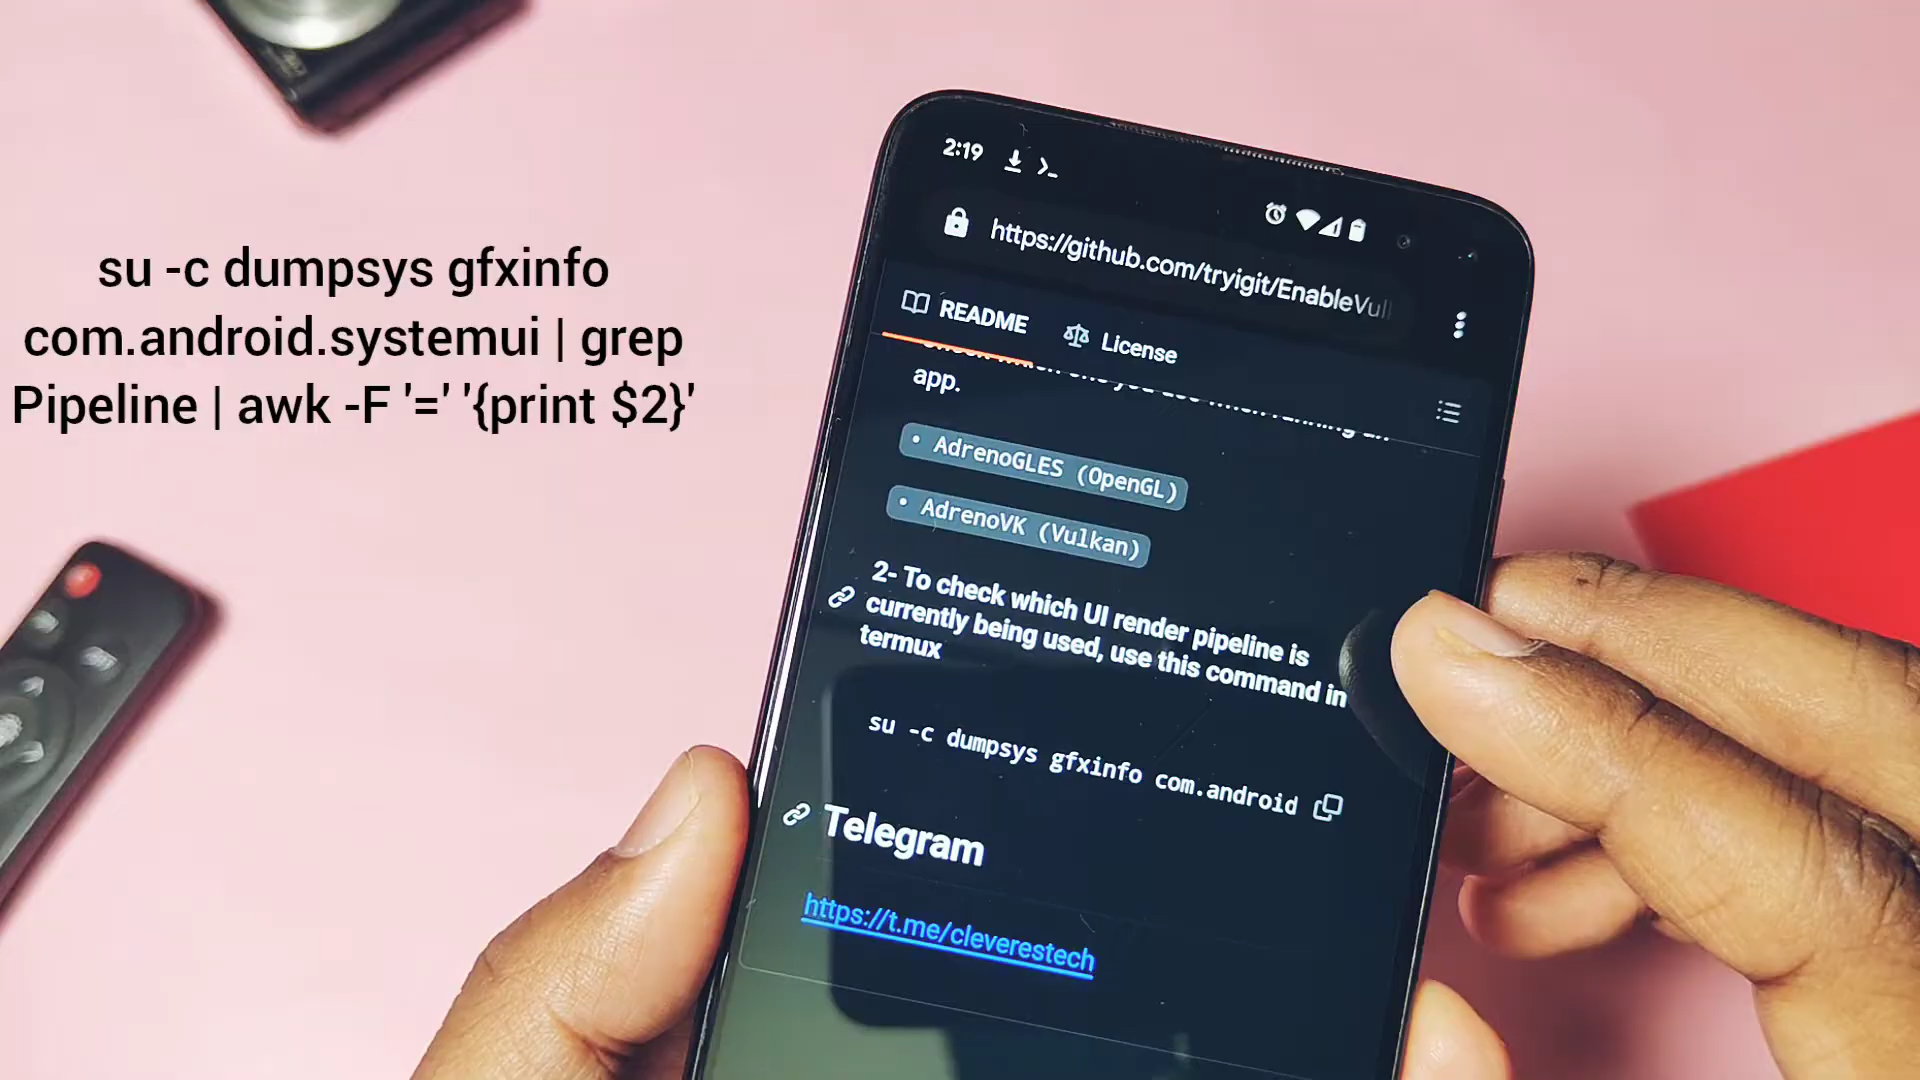 su -c dumpsys gfxinfo
com.android.systemui | grep
Pipeline | awk -F '=' '{print $2}'
2:19
https://github.com/tryigit/EnableVul
README
License
app.
• AdrenoGLES (OpenGL)
• AdrenoVK (Vulkan)
2- To check which UI render pipeline is
currently being used, use this command in
termux
su -c dumpsys gfxinfo com.android
Telegram
https://t.me/cleverestech